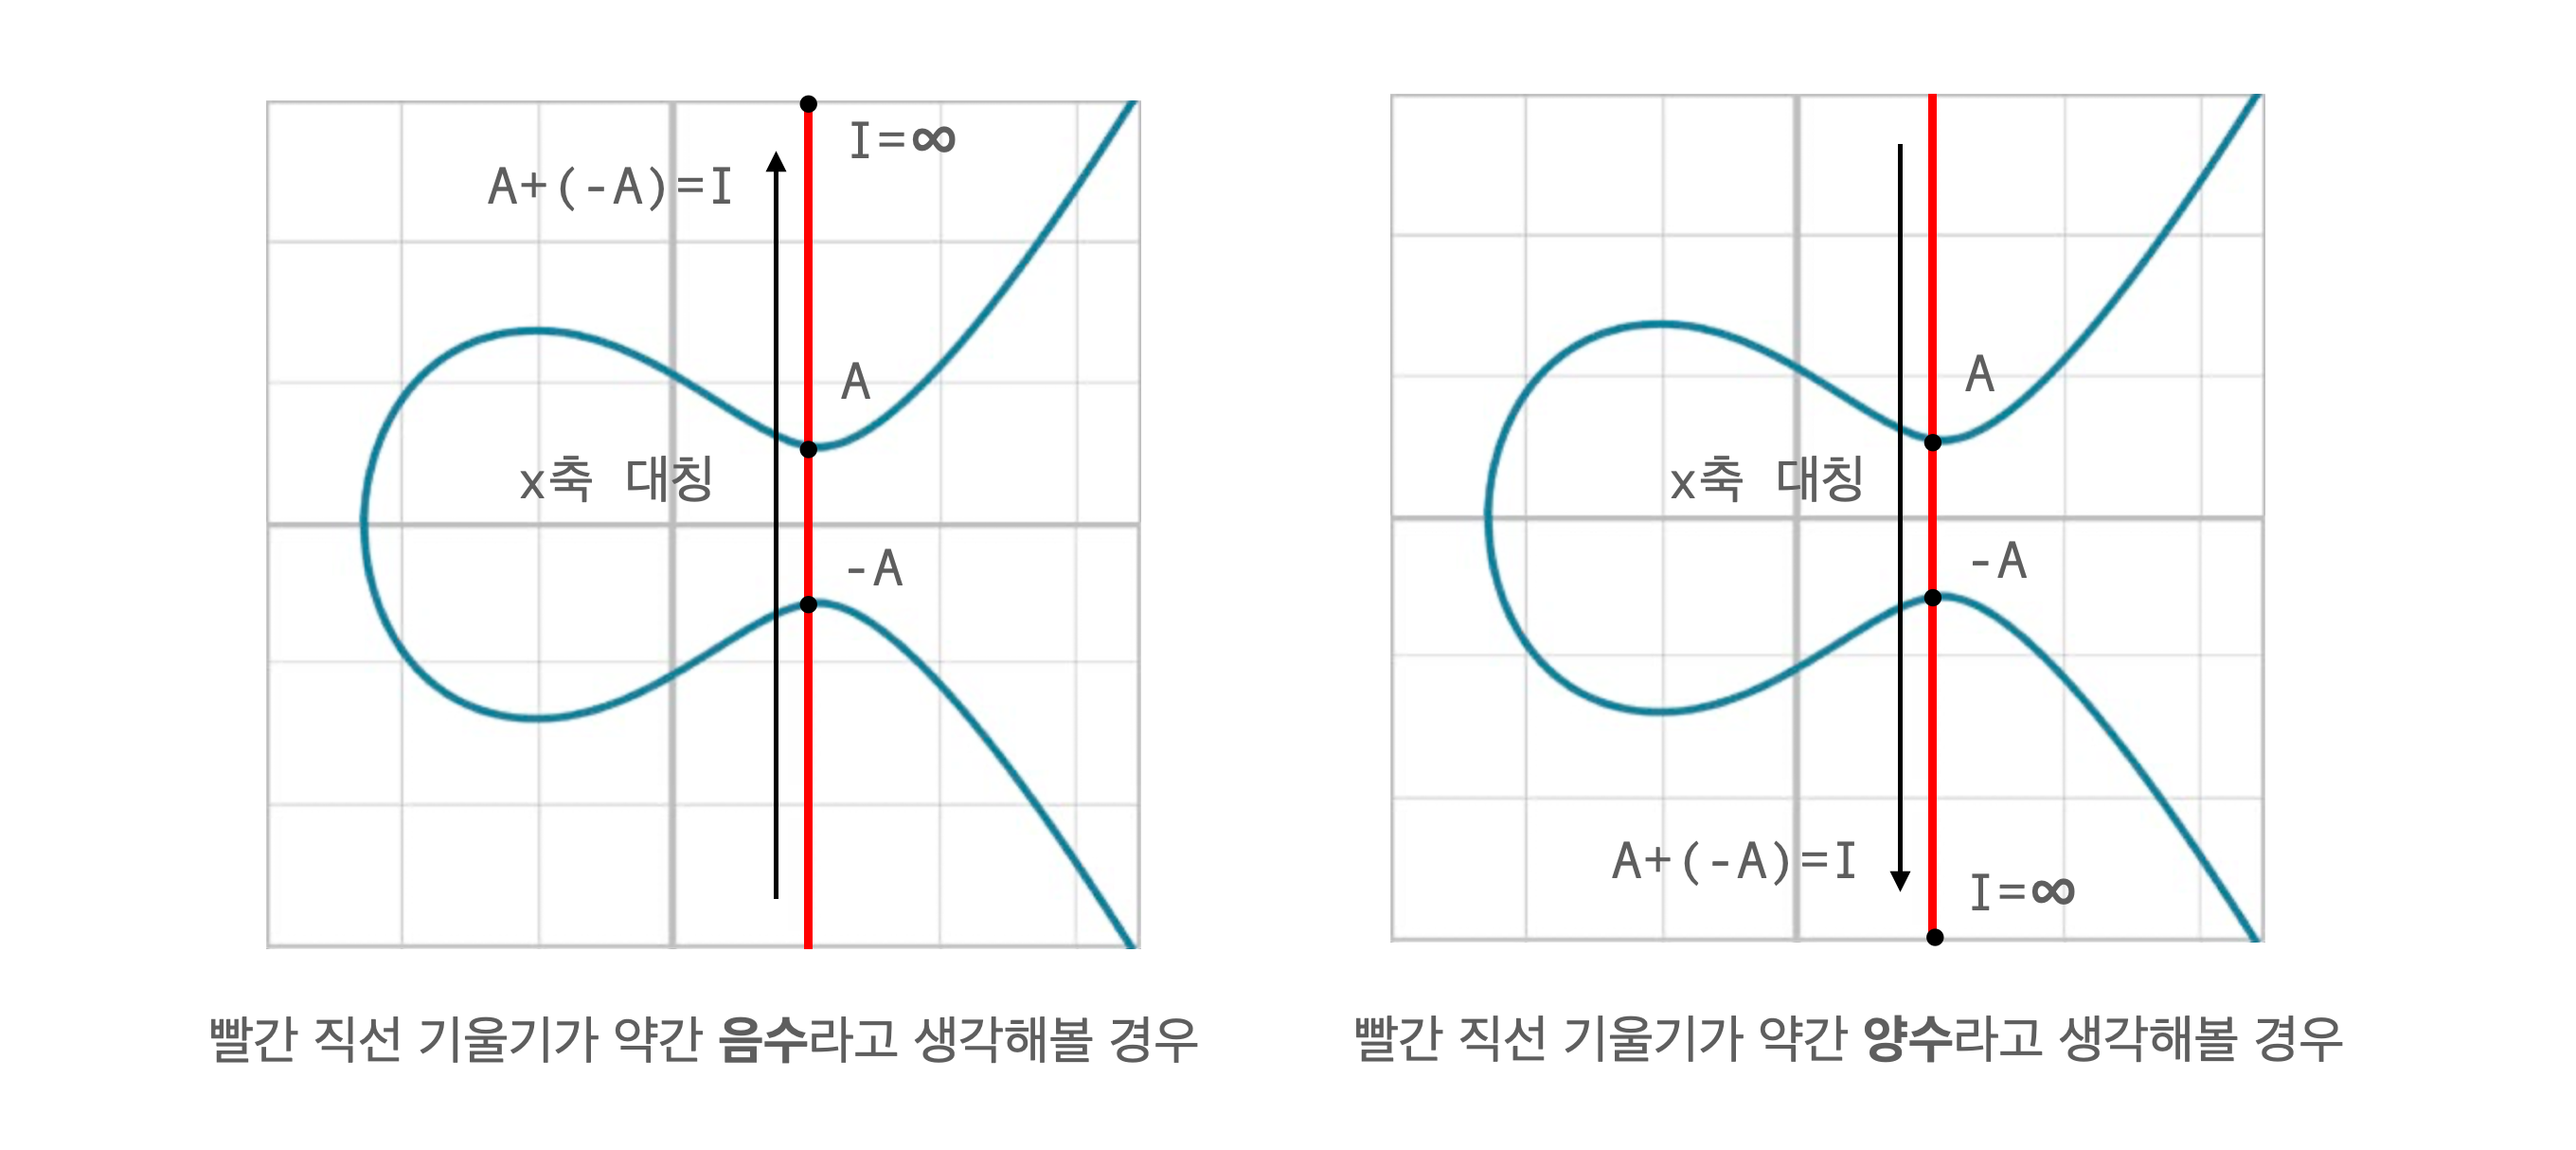 I=∞
A+(-A)=I
A
x축 대칭
-A
빨간 직선 기울기가 약간 음수라고 생각해볼 경우
A
x축 대칭
-A
A+(-A)=I
I=∞
빨간 직선 기울기가 약간 양수라고 생각해볼 경우